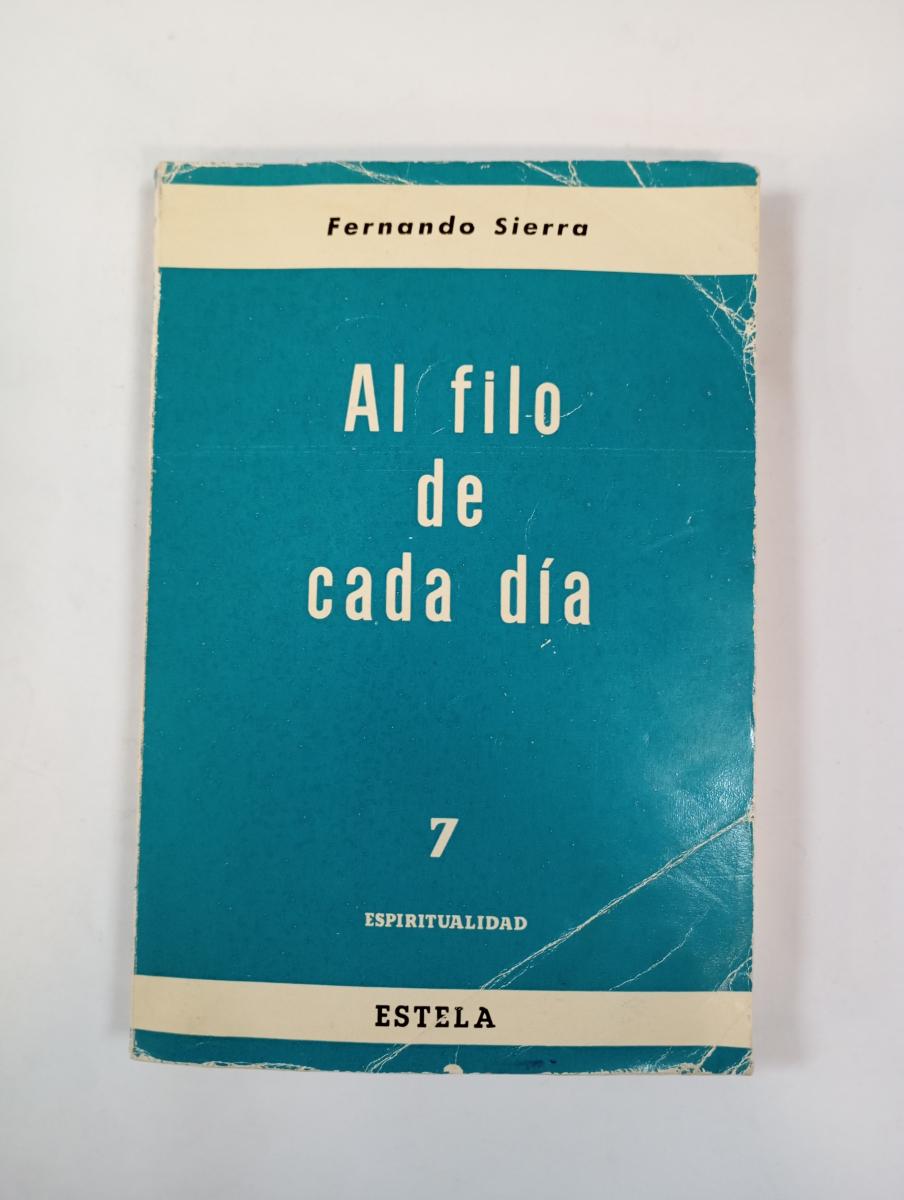 Fernando Sierra
Al filo
de
cada día
7
ESPIRITUALIDAD
ESTELA